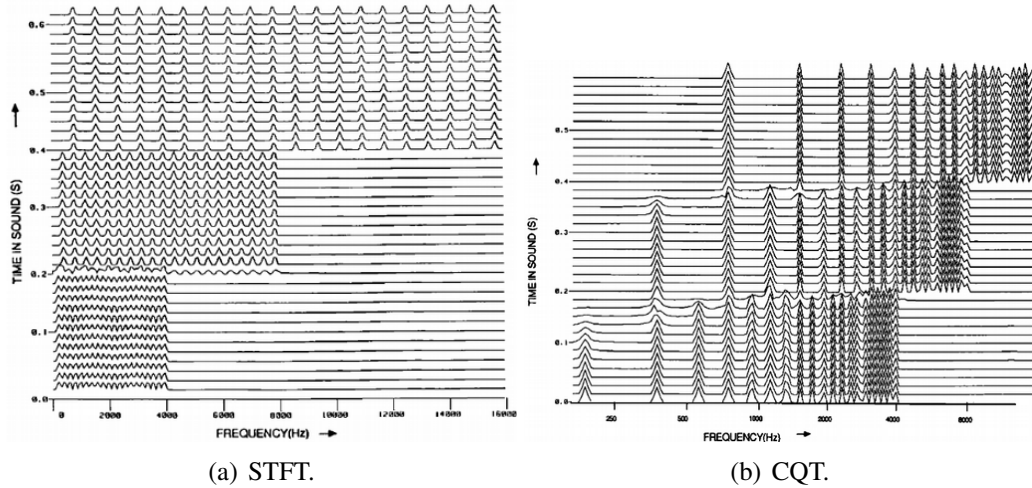 0.6
0.5
0.4
0.3
0.2
0.1
0.0
TIME IN SOUND (S)
0 2000 4000 6000 8000 10000 12000 14000 16000
FREQUENCY(Hz)
(a) STFT.
0.5
0.4
0.3
0.2
0.1
0.0
TIME IN SOUND (S)
250 500 1000 2000 4000 8000
FREQUENCY(Hz)
(b) CQT.